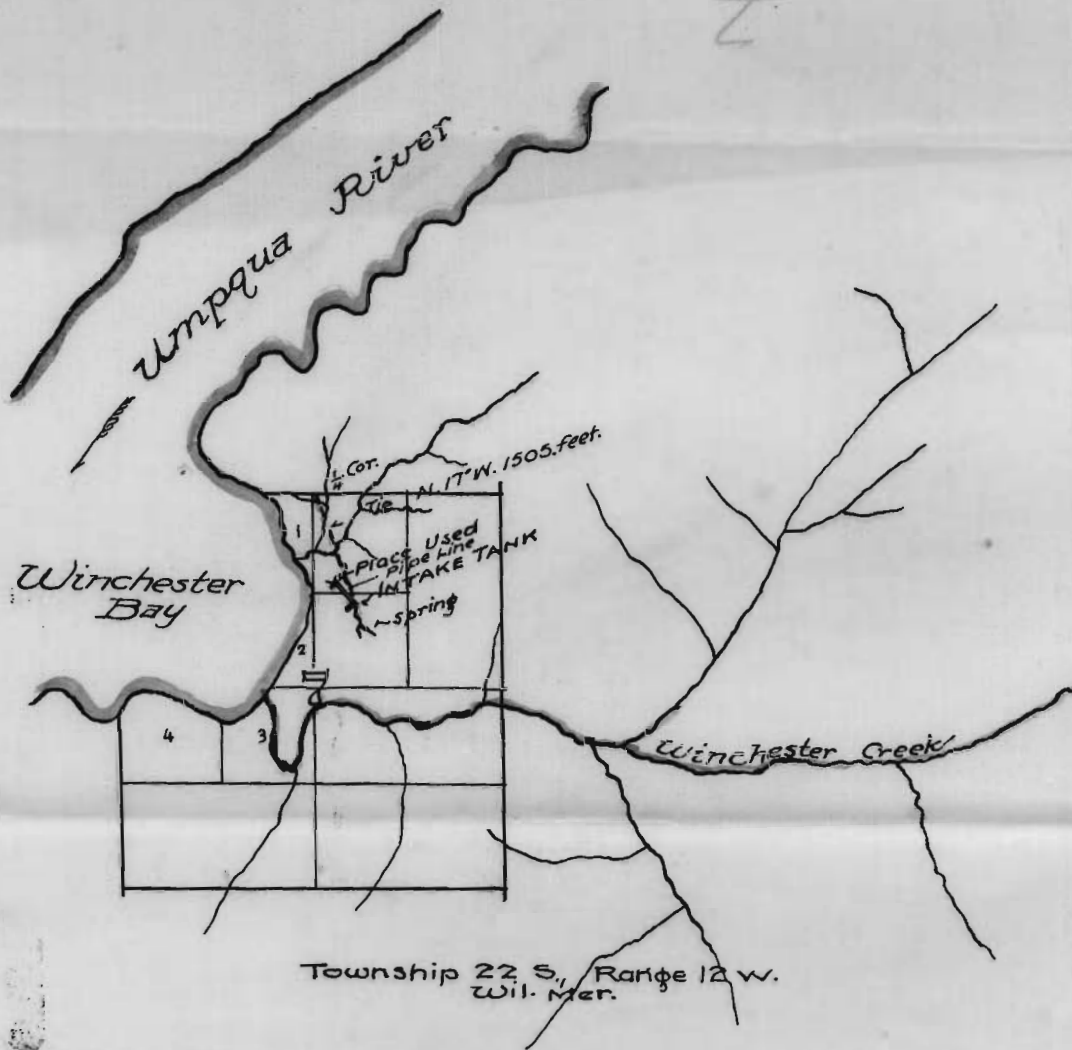 Umpqua River
1/4 Cor.
N. 17° W. 1505. feet.
Tie
1
Place Used
Pipe Line
INTAKE TANK
Spring
Winchester
Bay
2
4
3
Winchester Creek
Township 22 S., Range 12 W.
Wil. Mer.